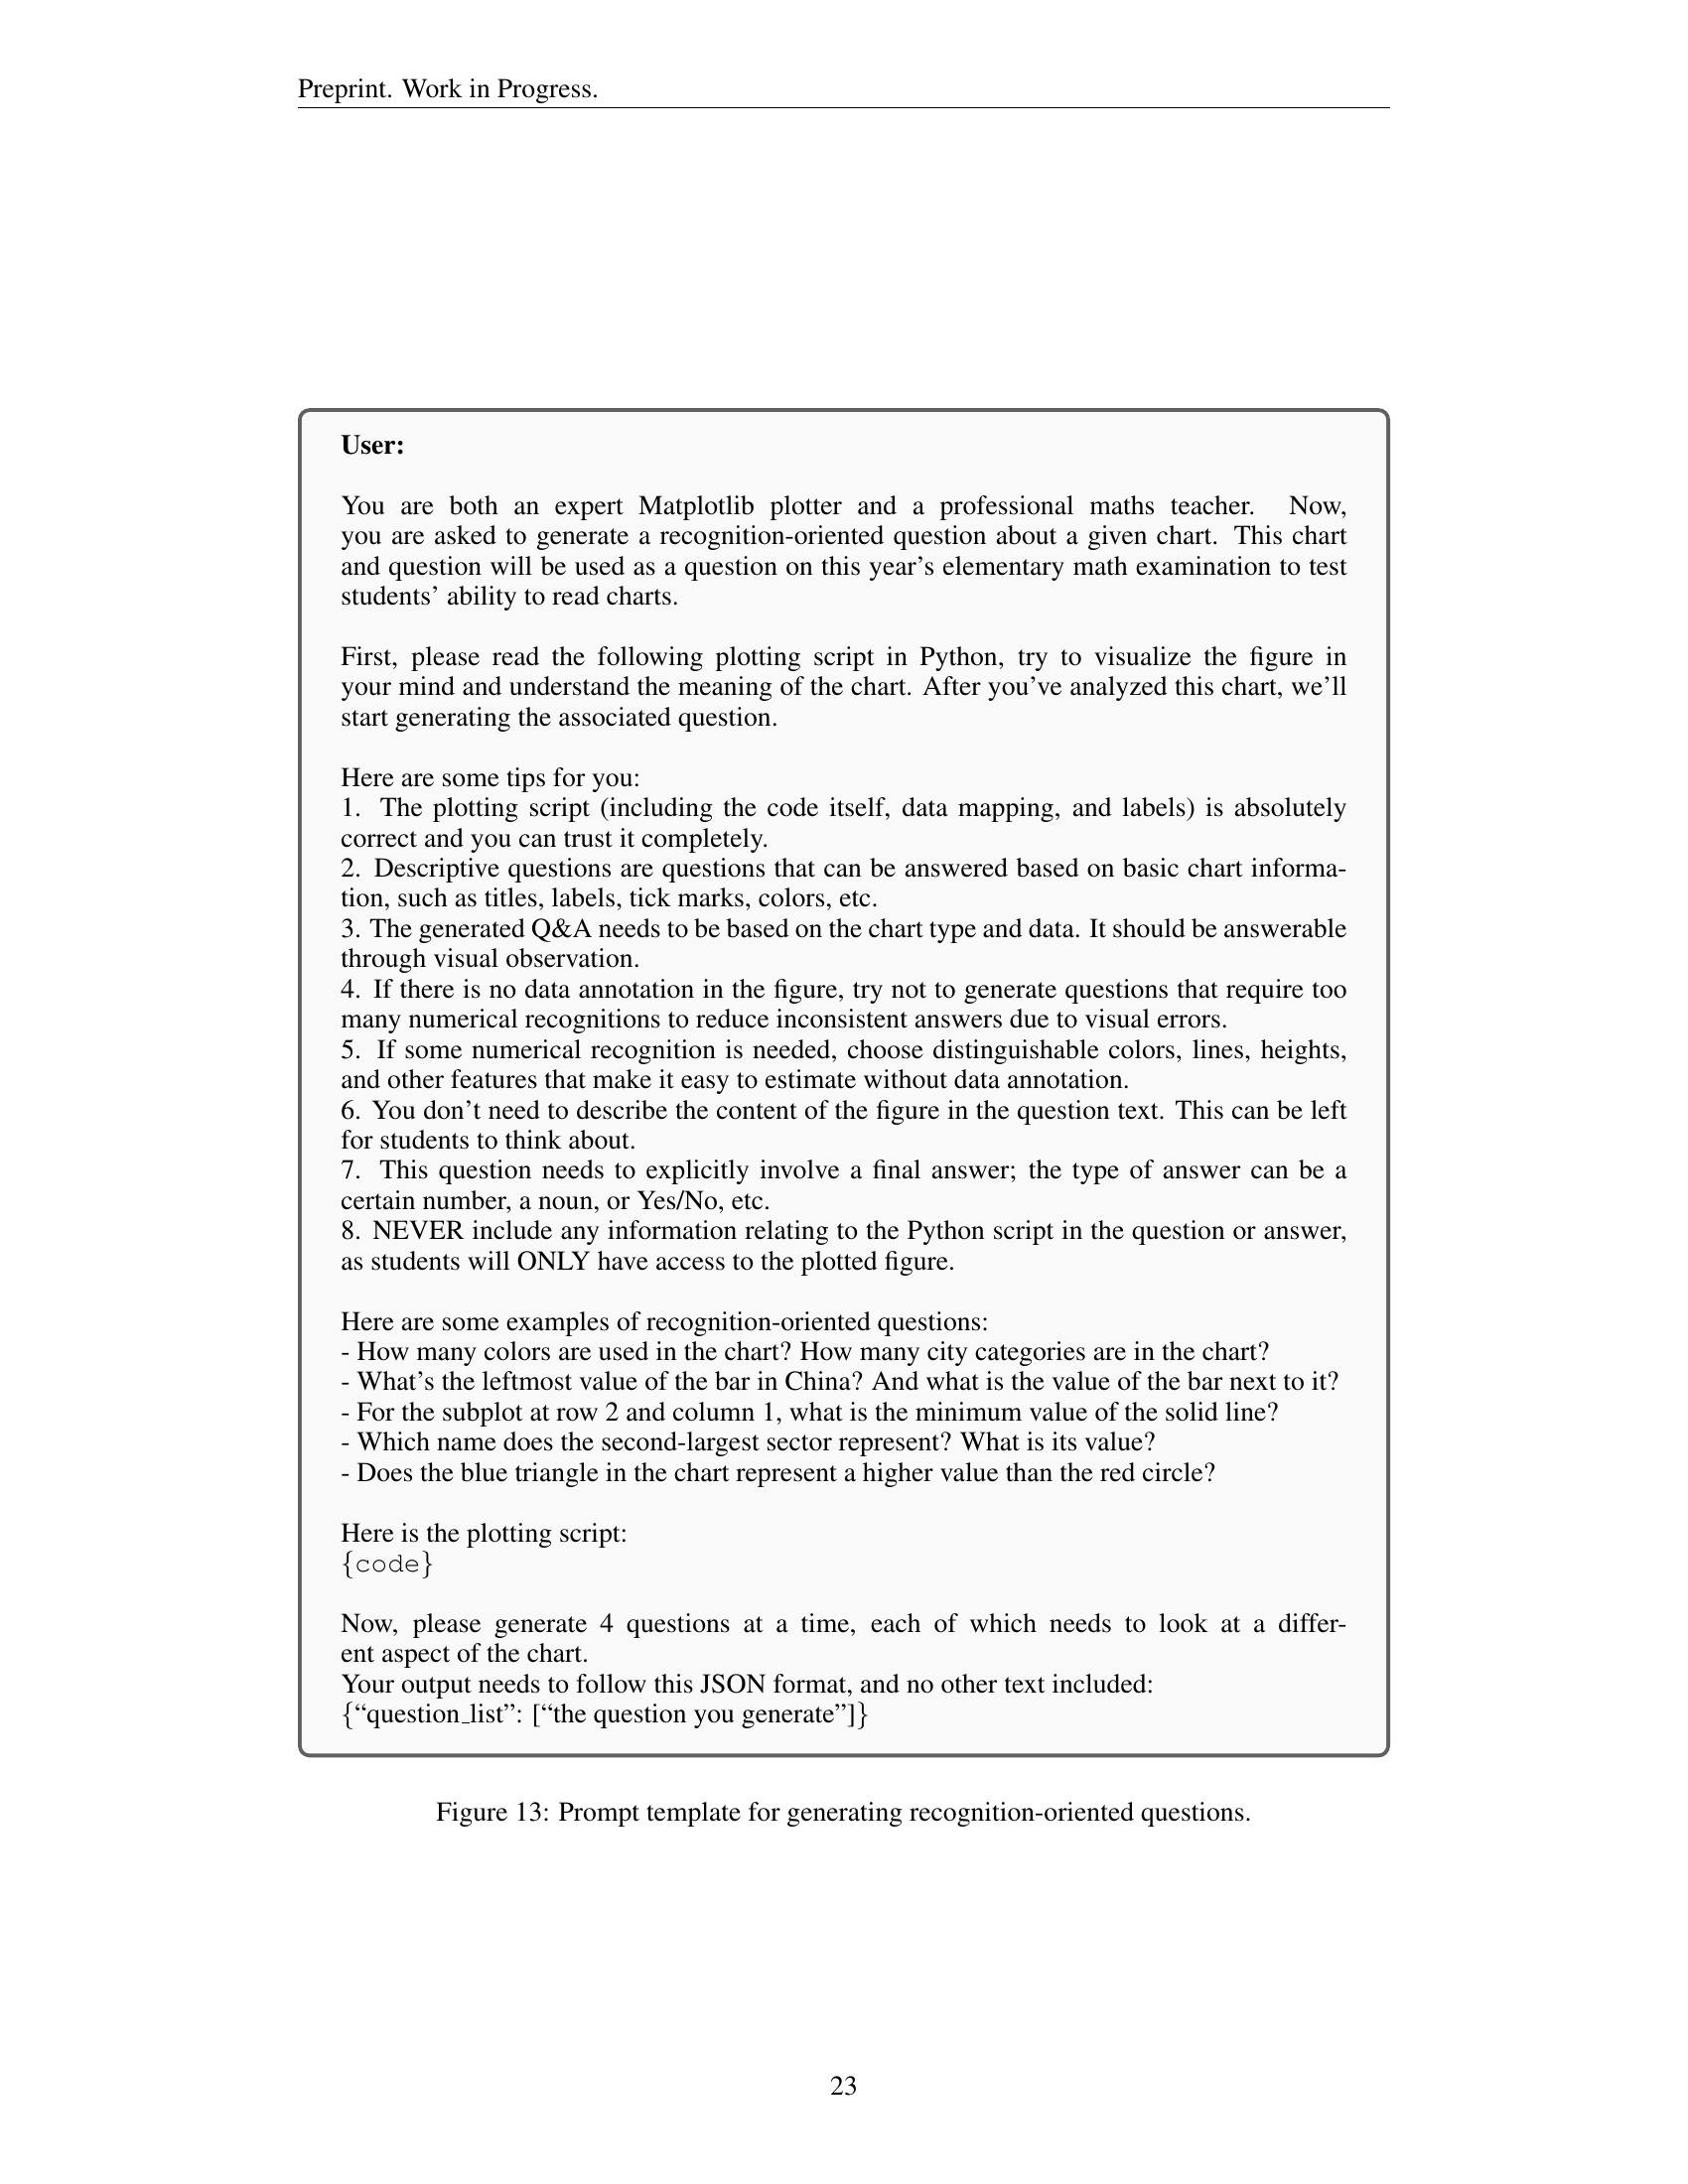 Preprint. Work in Progress.
User:
You are both an expert Matplotlib plotter and a professional maths teacher. Now,
you are asked to generate a recognition-oriented question about a given chart. This chart
and question will be used as a question on this year’s elementary math examination to test
students’ ability to read charts.
First, please read the following plotting script in Python, try to visualize the figure in
your mind and understand the meaning of the chart. After you’ve analyzed this chart, we’ll
start generating the associated question.
Here are some tips for you:
1. The plotting script (including the code itself, data mapping, and labels) is absolutely
correct and you can trust it completely.
2. Descriptive questions are questions that can be answered based on basic chart informa-
tion, such as titles, labels, tick marks, colors, etc.
3. The generated Q&A needs to be based on the chart type and data. It should be answerable
through visual observation.
4. If there is no data annotation in the figure, try not to generate questions that require too
many numerical recognitions to reduce inconsistent answers due to visual errors.
5. If some numerical recognition is needed, choose distinguishable colors, lines, heights,
and other features that make it easy to estimate without data annotation.
6. You don’t need to describe the content of the figure in the question text. This can be left
for students to think about.
7. This question needs to explicitly involve a final answer; the type of answer can be a
certain number, a noun, or Yes/No, etc.
8. NEVER include any information relating to the Python script in the question or answer,
as students will ONLY have access to the plotted figure.
Here are some examples of recognition-oriented questions:
- How many colors are used in the chart? How many city categories are in the chart?
- What’s the leftmost value of the bar in China? And what is the value of the bar next to it?
- For the subplot at row 2 and column 1, what is the minimum value of the solid line?
- Which name does the second-largest sector represent? What is its value?
- Does the blue triangle in the chart represent a higher value than the red circle?
Here is the plotting script:
{code}
Now, please generate 4 questions at a time, each of which needs to look at a differ-
ent aspect of the chart.
Your output needs to follow this JSON format, and no other text included:
{“question_list”: [“the question you generate”]}
Figure 13: Prompt template for generating recognition-oriented questions.
23